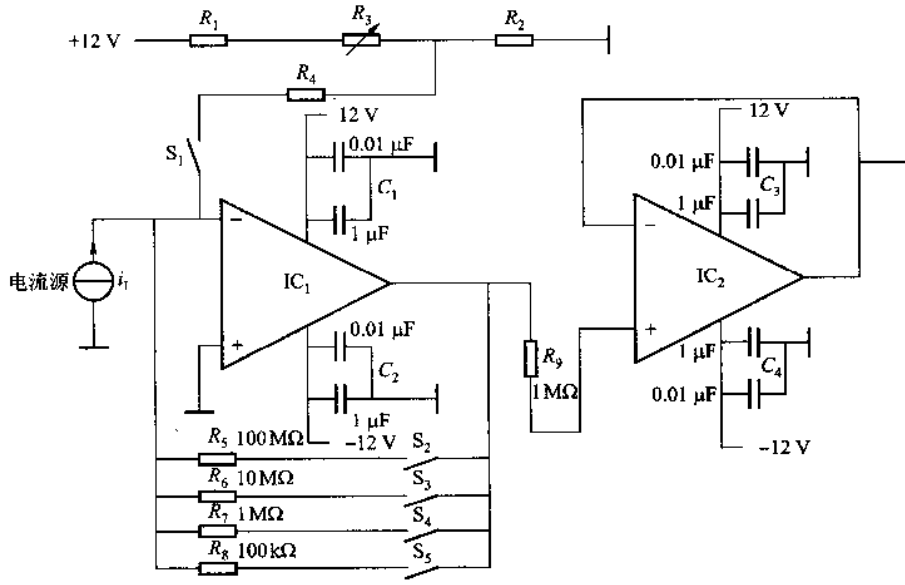 R1
R3
R2
+12 V
R4
12 V
12 V
S1
0.01 μF
0.01 μF
C1
C3
1 μF
1 μF
−
−
电流源
iI
IC1
IC2
+
+
0.01 μF
R9
1 μF
C2
C4
1 MΩ
0.01 μF
1 μF
−12 V
−12 V
R5 100 MΩ
S2
R6 10 MΩ
S3
R7 1 MΩ
S4
R8 100 kΩ
S5